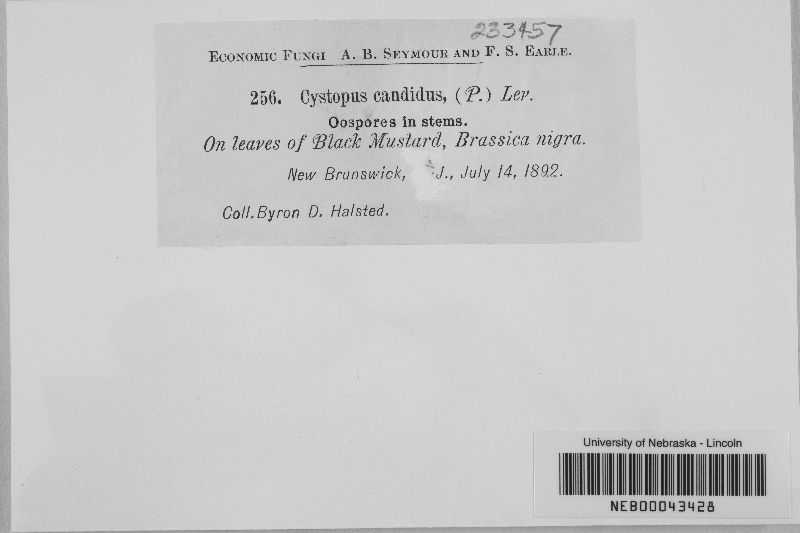 233457
ECONOMIC FUNGI A. B. SEYMOUR AND F. S. EARLE.
256. Cystopus candidus, (P.) Lev.
Oospores in stems.
On leaves of Black Mustard, Brassica nigra.
New Brunswick, J., July 14, 1892.
Coll. Byron D. Halsted.
University of Nebraska - Lincoln
NEB00043428